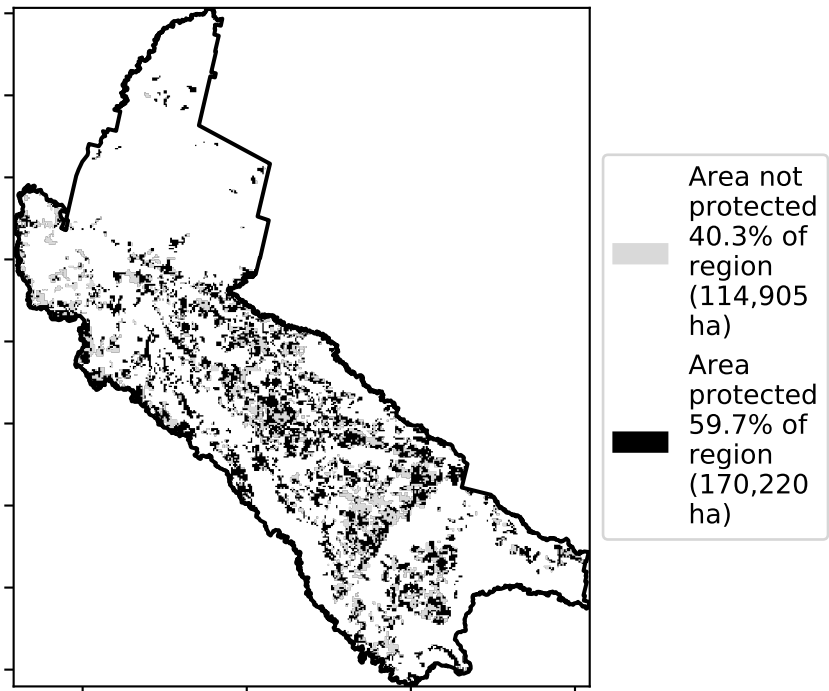 Area not
protected
40.3% of
region
(114,905
ha)
Area
protected
59.7% of
region
(170,220
ha)